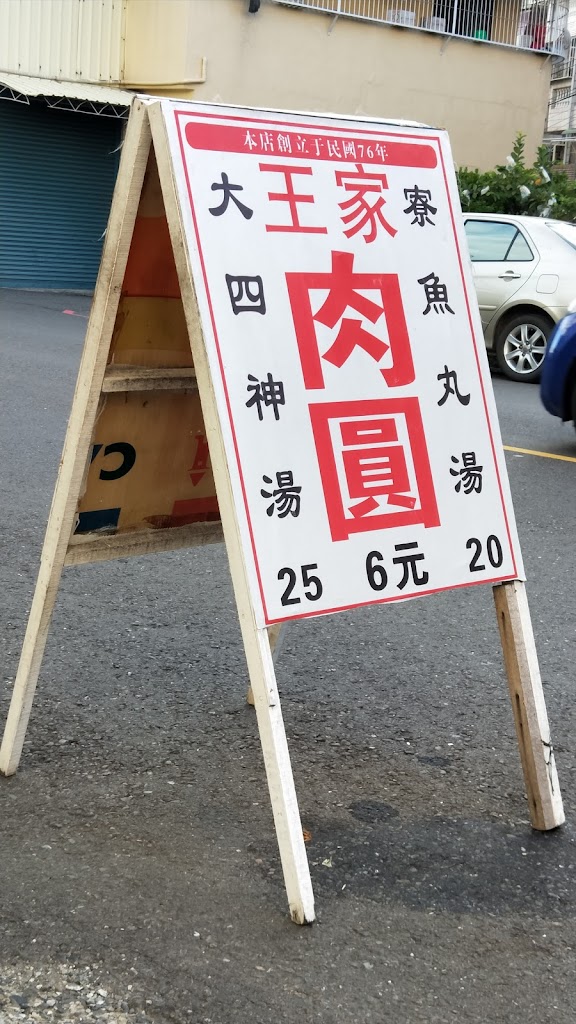 本店創立于民國76年
大 王家 寮
肉圓
四神湯
魚丸湯
25 6元 20